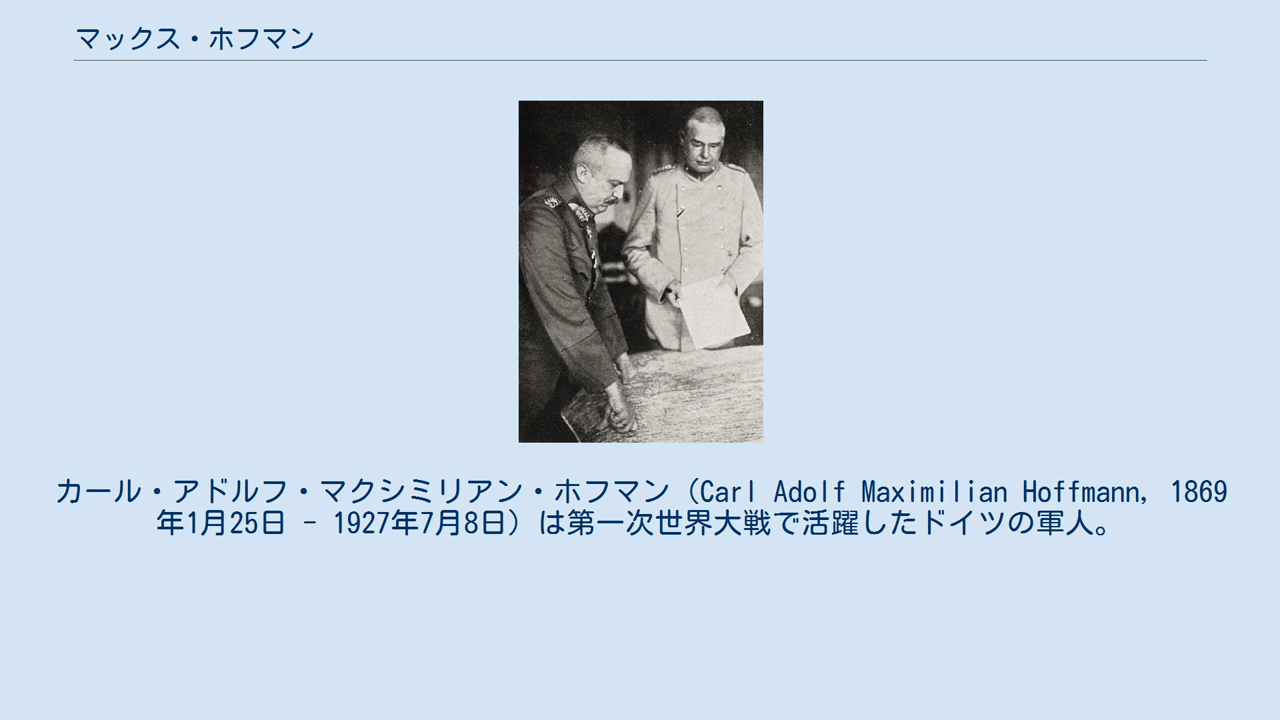 マックス・ホフマン
カール・アドルフ・マクシミリアン・ホフマン（Carl Adolf Maximilian Hoffmann, 1869
年1月25日 - 1927年7月8日）は第一次世界大戦で活躍したドイツの軍人。